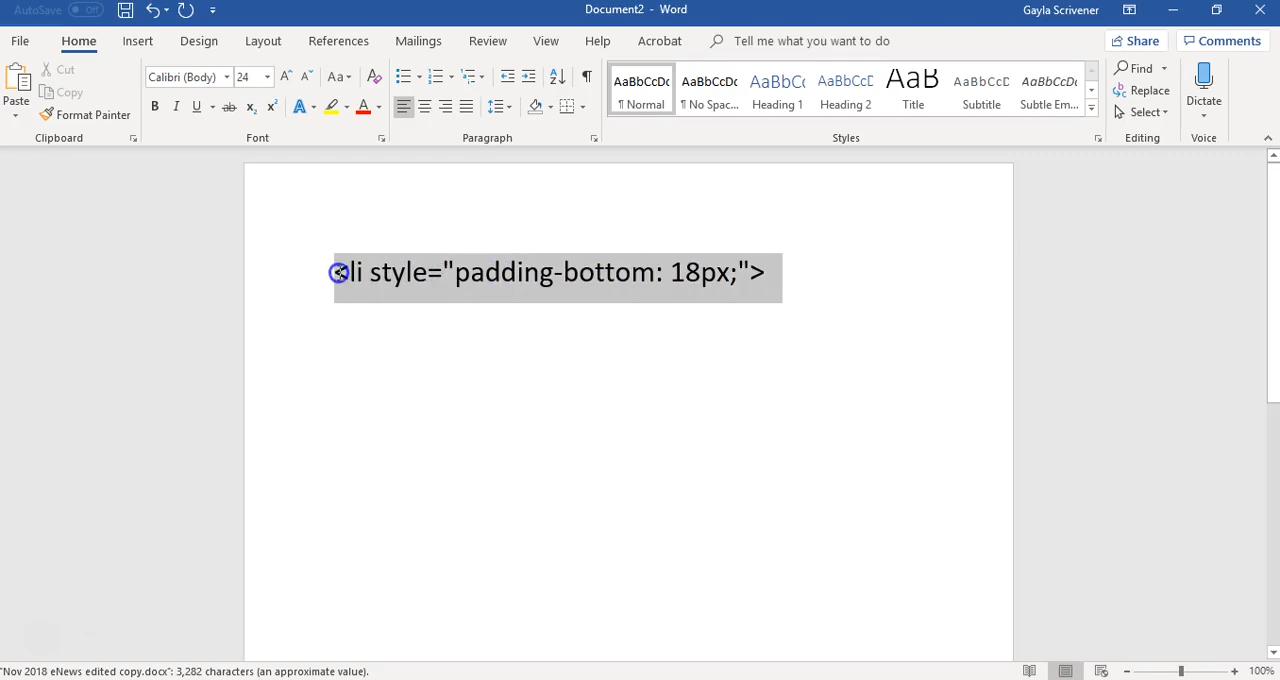 AutoSave Off Document2 - Word Gayla Scrivener
File Home Insert Design Layout References Mailings Review View Help Acrobat Tell me what you want to do Share Comments
Paste Cut Copy Format Painter
Calibri (Body) 24 Aa
AaBbCcDc AaBbCcDc AaBbCc AaBbCcD AaB AaBbCcD AaBbCcDc
¶ Normal ¶ No Spac... Heading 1 Heading 2 Title Subtitle Subtle Em...
Find Replace Select Dictate
Clipboard Font Paragraph Styles Editing Voice
<li style="padding-bottom: 18px;">
"Nov 2018 eNews edited copy.docx": 3,282 characters (an approximate value). 100%